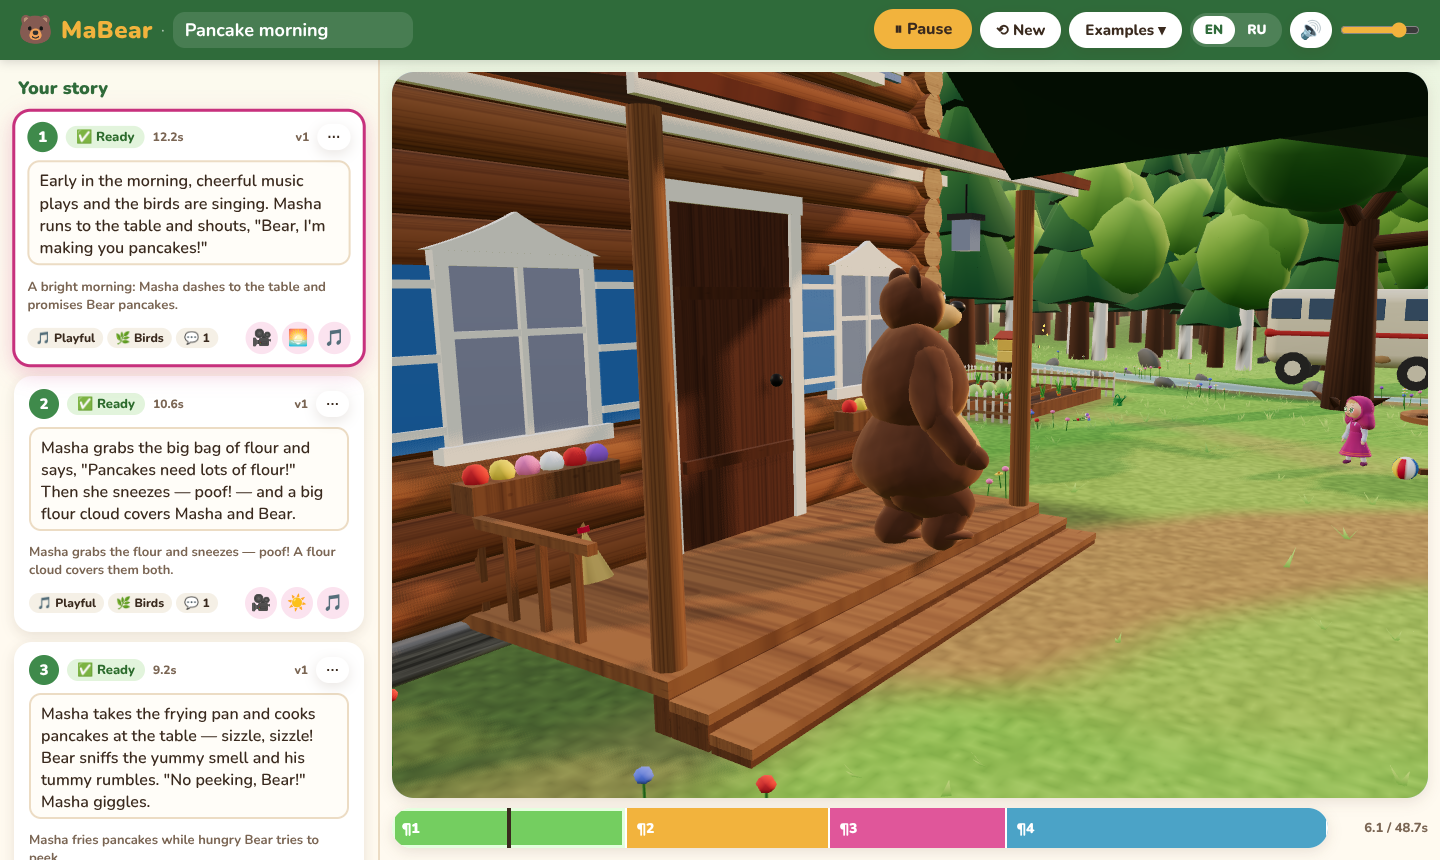 MaBear · Pancake morning
Pause
New
Examples ▾
EN
RU
Your story
1
Ready
12.2s
v1
...
Early in the morning, cheerful music
plays and the birds are singing. Masha
runs to the table and shouts, "Bear, I'm
making you pancakes!"
A bright morning: Masha dashes to the table and
promises Bear pancakes.
Playful
Birds
1
2
Ready
10.6s
v1
...
Masha grabs the big bag of flour and
says, "Pancakes need lots of flour!"
Then she sneezes — poof! — and a big
flour cloud covers Masha and Bear.
Masha grabs the flour and sneezes — poof! A flour
cloud covers them both.
Playful
Birds
1
3
Ready
9.2s
v1
...
Masha takes the frying pan and cooks
pancakes at the table — sizzle, sizzle!
Bear sniffs the yummy smell and his
tummy rumbles. "No peeking, Bear!"
Masha giggles.
Masha fries pancakes while hungry Bear tries to
peek
¶1
¶2
¶3
¶4
6.1 / 48.7s